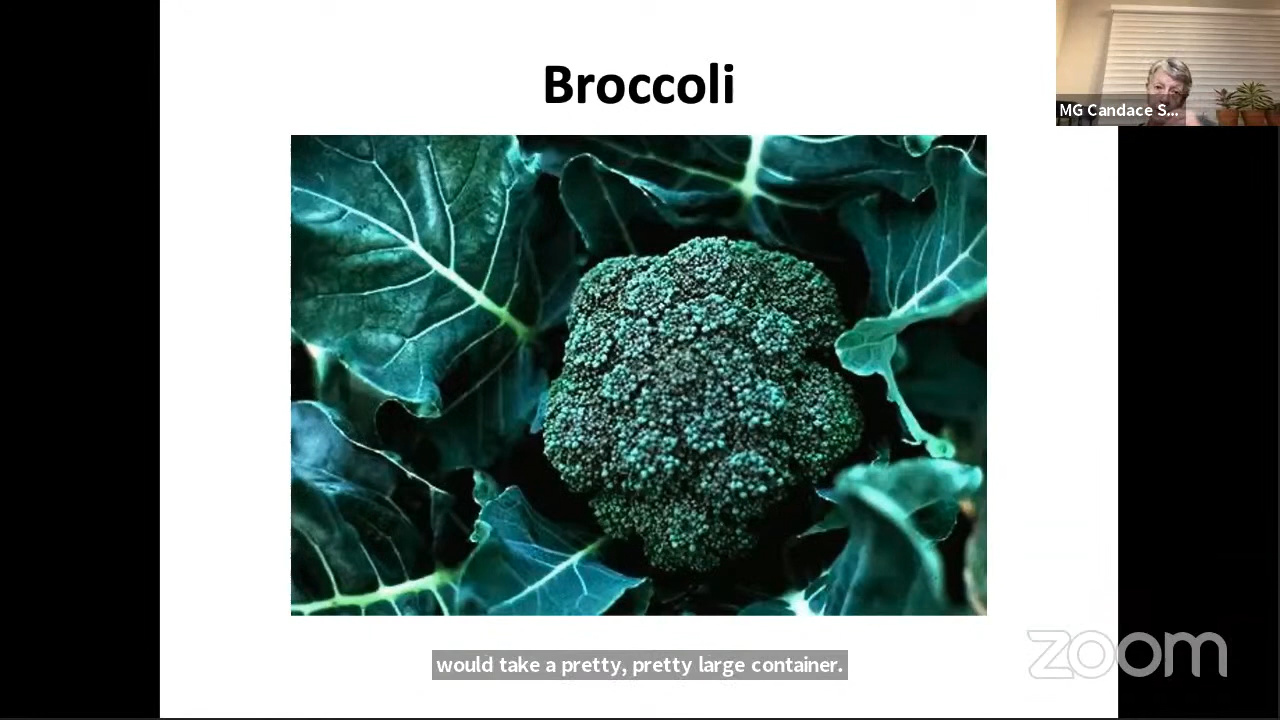 Broccoli
MG Candace S...
would take a pretty, pretty large container.
zoom